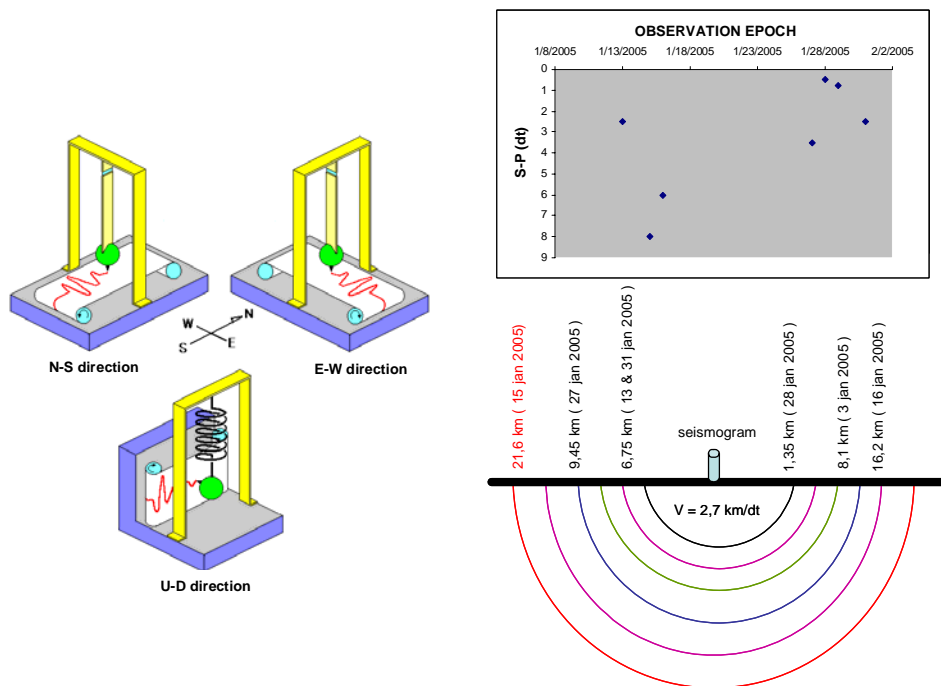 N-S direction
E-W direction
W
N
S
E
U-D direction
OBSERVATION EPOCH
1/8/2005 1/13/2005 1/18/2005 1/23/2005 1/28/2005 2/2/2005
S-P (dt)
0
1
2
3
4
5
6
7
8
9
21,6 km ( 15 jan 2005)
9,45 km ( 27 jan 2005 )
6,75 km ( 13 & 31 jan 2005 )
seismogram
1,35 km ( 28 jan 2005 )
8,1 km ( 3 jan 2005 )
16,2 km ( 16 jan 2005 )
V = 2,7 km/dt